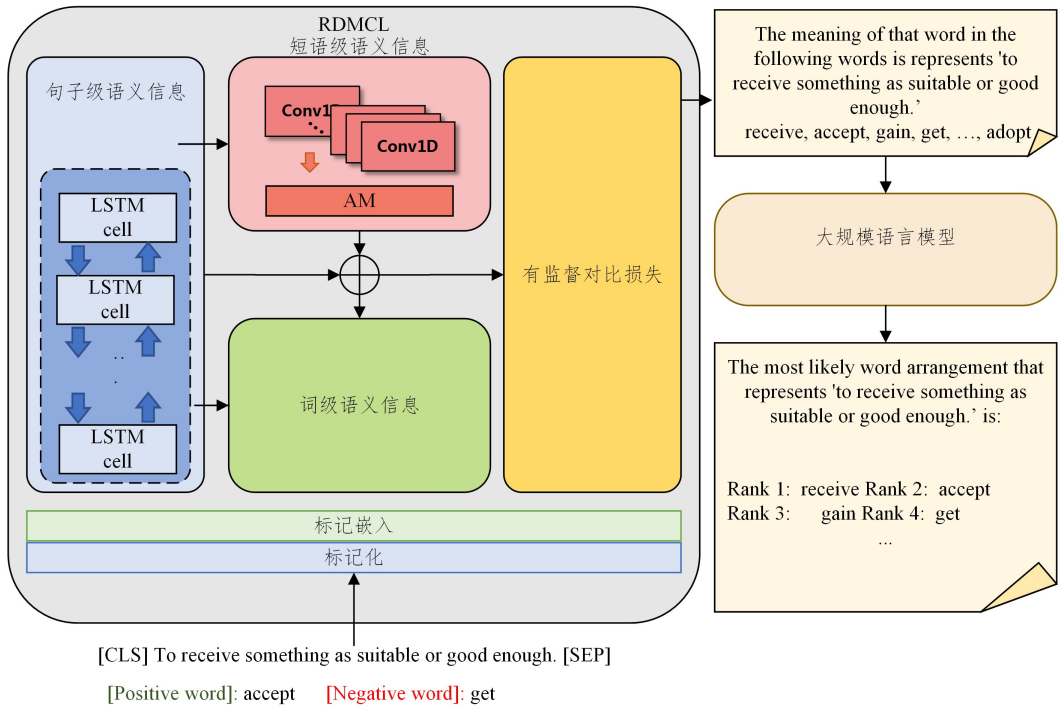 RDMCL
短语级语义信息
句子级语义信息
Conv1D
Conv1D
AM
LSTM
cell
LSTM
cell
..
.
LSTM
cell
词级语义信息
有监督对比损失
标记嵌入
标记化
[CLS] To receive something as suitable or good enough. [SEP]
[Positive word]: accept [Negative word]: get
The meaning of that word in the
following words is represents 'to
receive something as suitable or good
enough.’
receive, accept, gain, get, …, adopt
大规模语言模型
The most likely word arrangement that
represents 'to receive something as
suitable or good enough.’ is:
Rank 1: receive Rank 2: accept
Rank 3: gain Rank 4: get
...